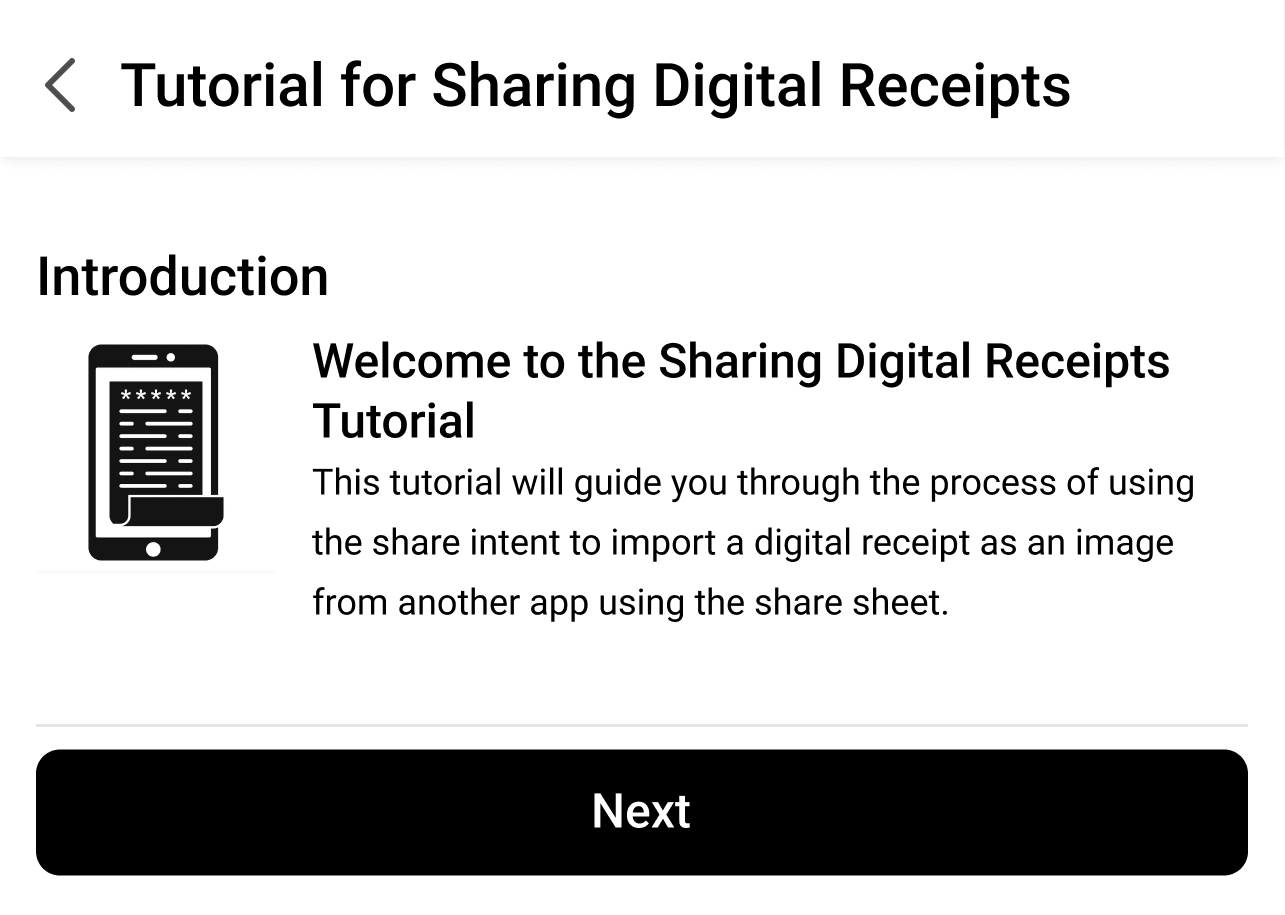 Tutorial for Sharing Digital Receipts
Introduction
*****
Welcome to the Sharing Digital Receipts
Tutorial
This tutorial will guide you through the process of using
the share intent to import a digital receipt as an image
from another app using the share sheet.
Next